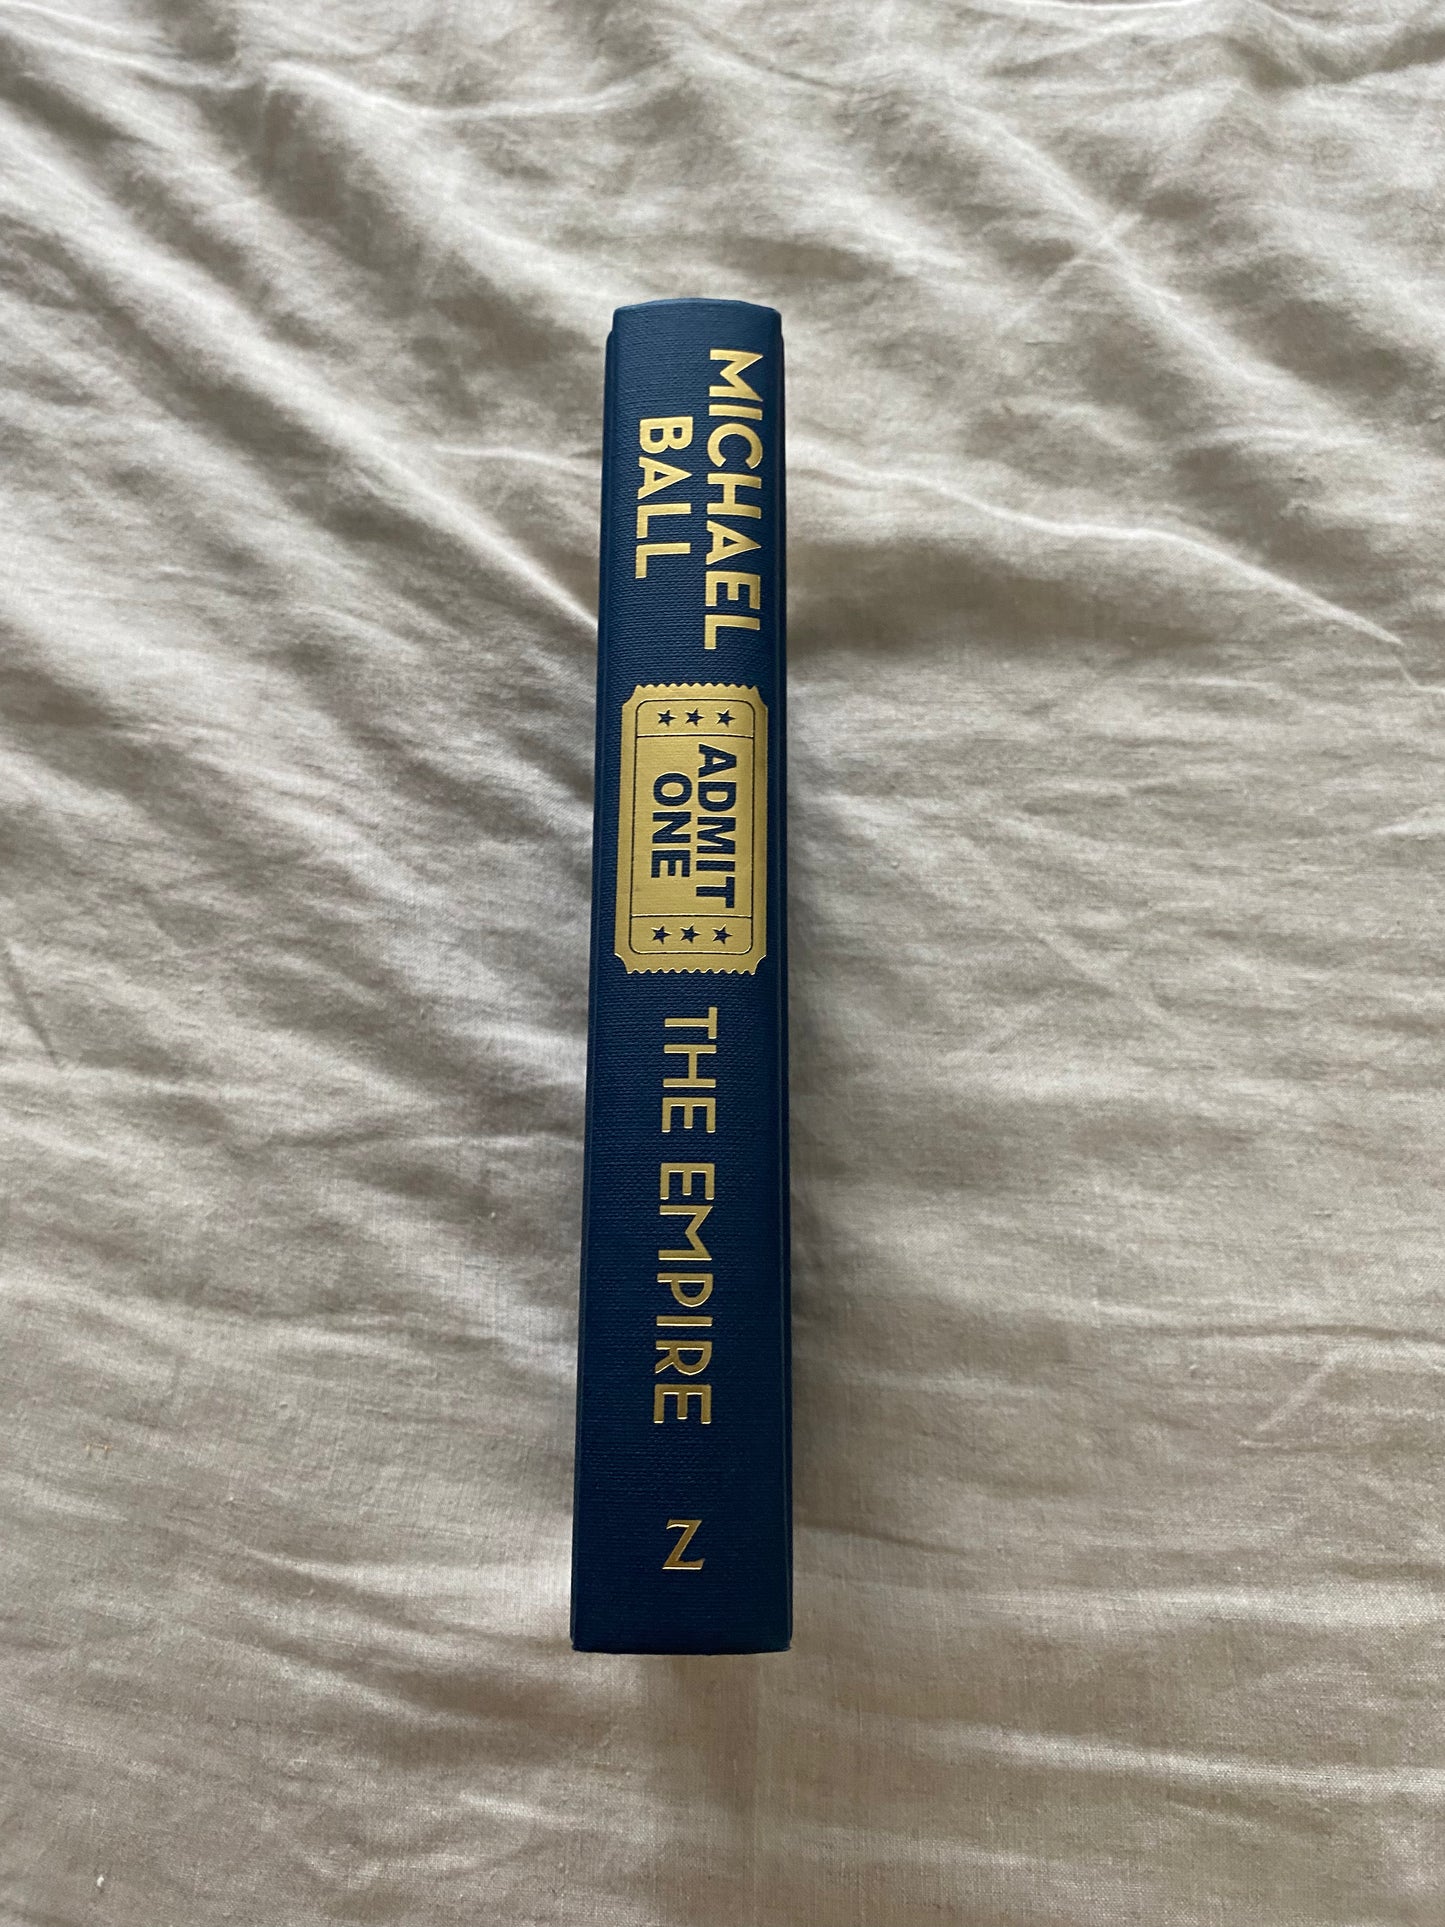 MICHAEL
BALL
ADMIT
ONE
THE EMPIRE
Z